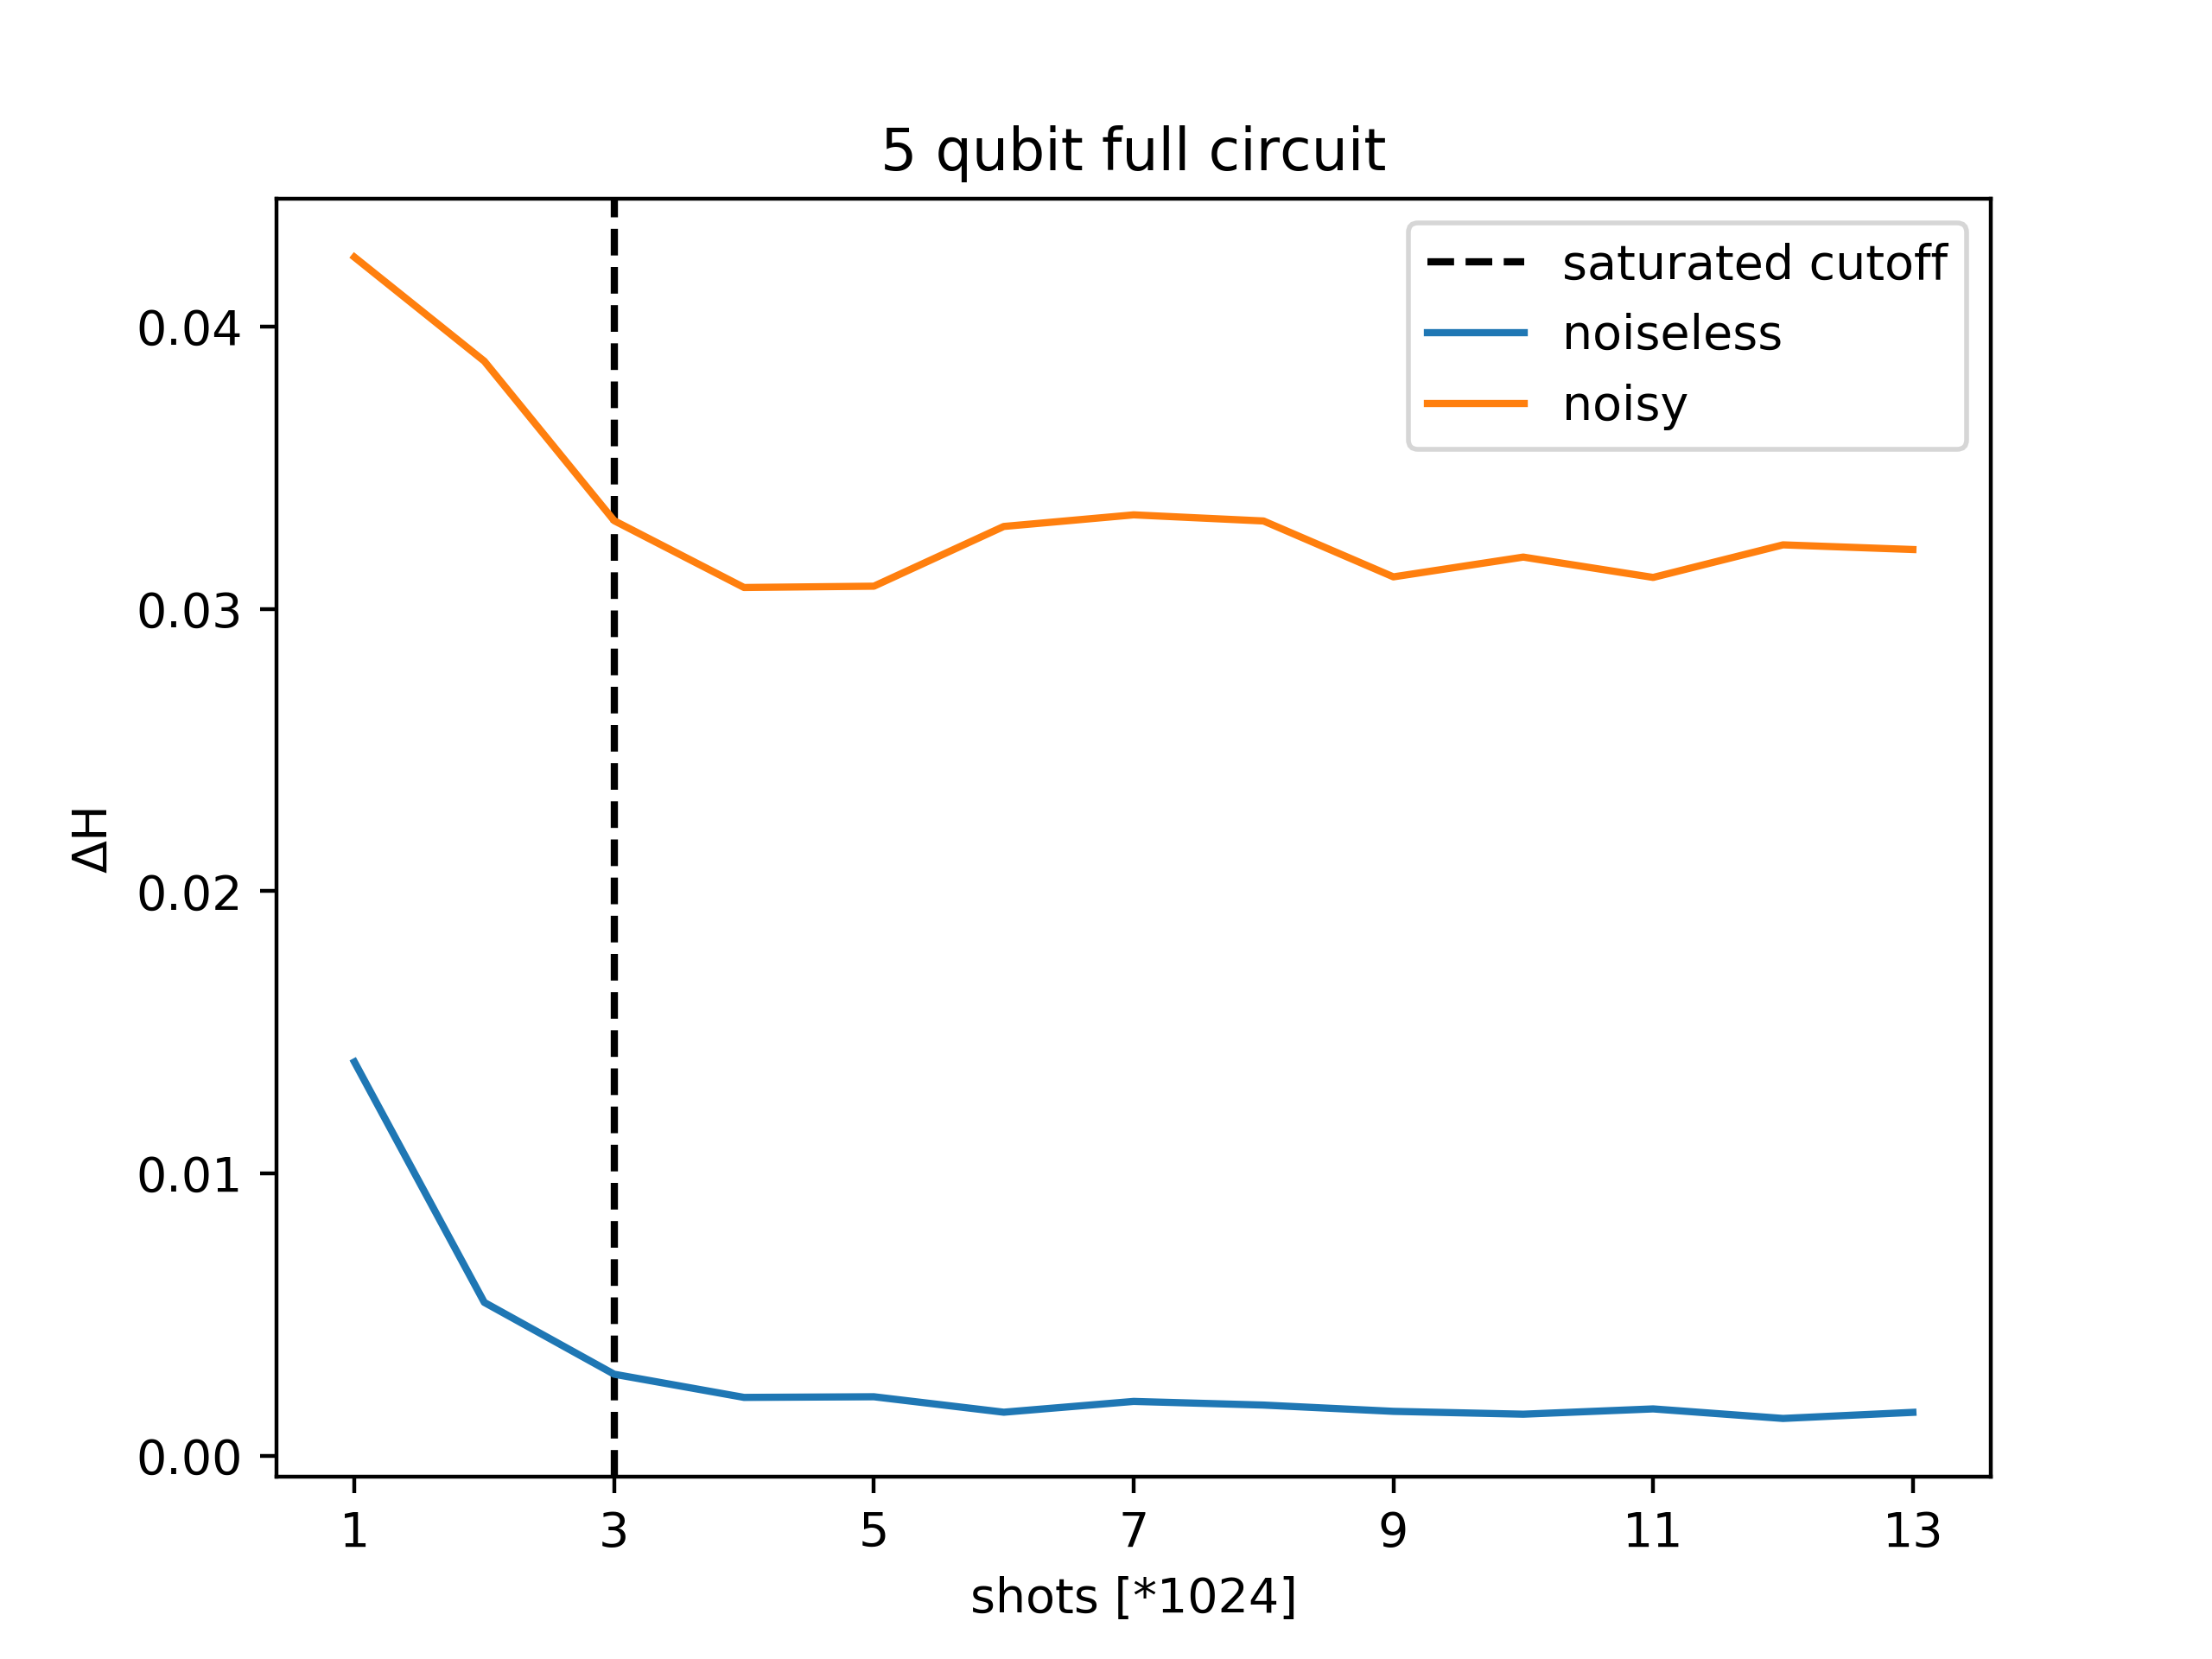 5 qubit full circuit
saturated cutoff
noiseless
noisy
0.04
0.03
0.02
0.01
0.00
ΔH
1 3 5 7 9 11 13
shots [*1024]